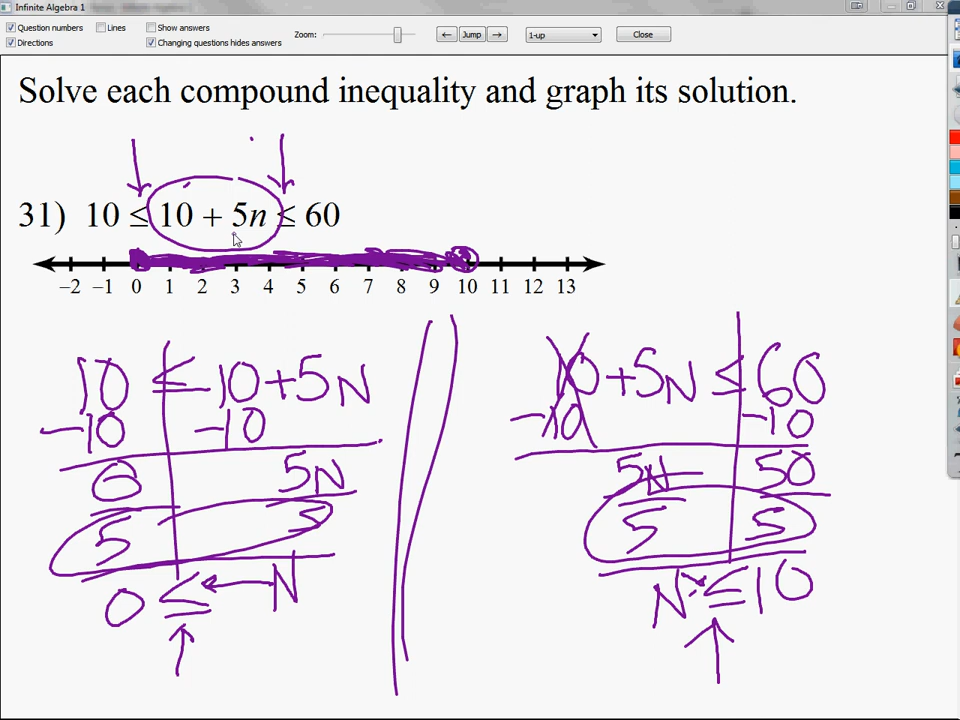 Infinite Algebra 1
Question numbers Lines Show answers Zoom: ← Jump → 1-up Close
Directions Changing questions hides answers
Solve each compound inequality and graph its solution.
31) 10 ≤ 10 + 5n ≤ 60
−2 −1 0 1 2 3 4 5 6 7 8 9 10 11 12 13
10 ≤ 10+5N 10+5N ≤ 60
−10 −10 −10 −10
0 5N 5N 50
5 5 5 5
0 ≤ N N ≤ 10